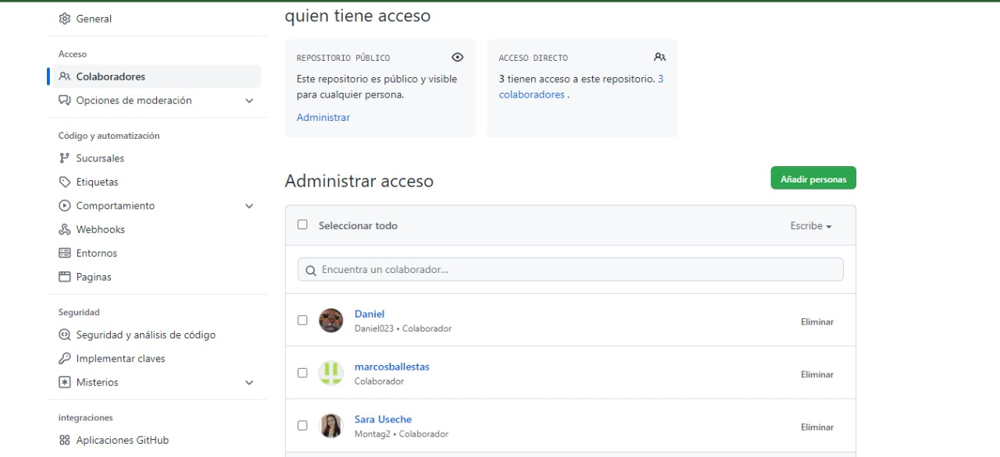 General
Acceso
Colaboradores
Opciones de moderación
Código y automatización
Sucursales
Etiquetas
Comportamiento
Webhooks
Entornos
Paginas
Seguridad
Seguridad y análisis de código
Implementar claves
Misterios
integraciones
Aplicaciones GitHub
quien tiene acceso
REPOSITORIO PÚBLICO
Este repositorio es público y visible
para cualquier persona.
Administrar
ACCESO DIRECTO
3 tienen acceso a este repositorio. 3
colaboradores .
Administrar acceso
Añadir personas
Seleccionar todo
Escribe
Encuentra un colaborador...
Daniel
Daniel023 • Colaborador
Eliminar
marcosballestas
Colaborador
Eliminar
Sara Useche
Montag2 • Colaborador
Eliminar